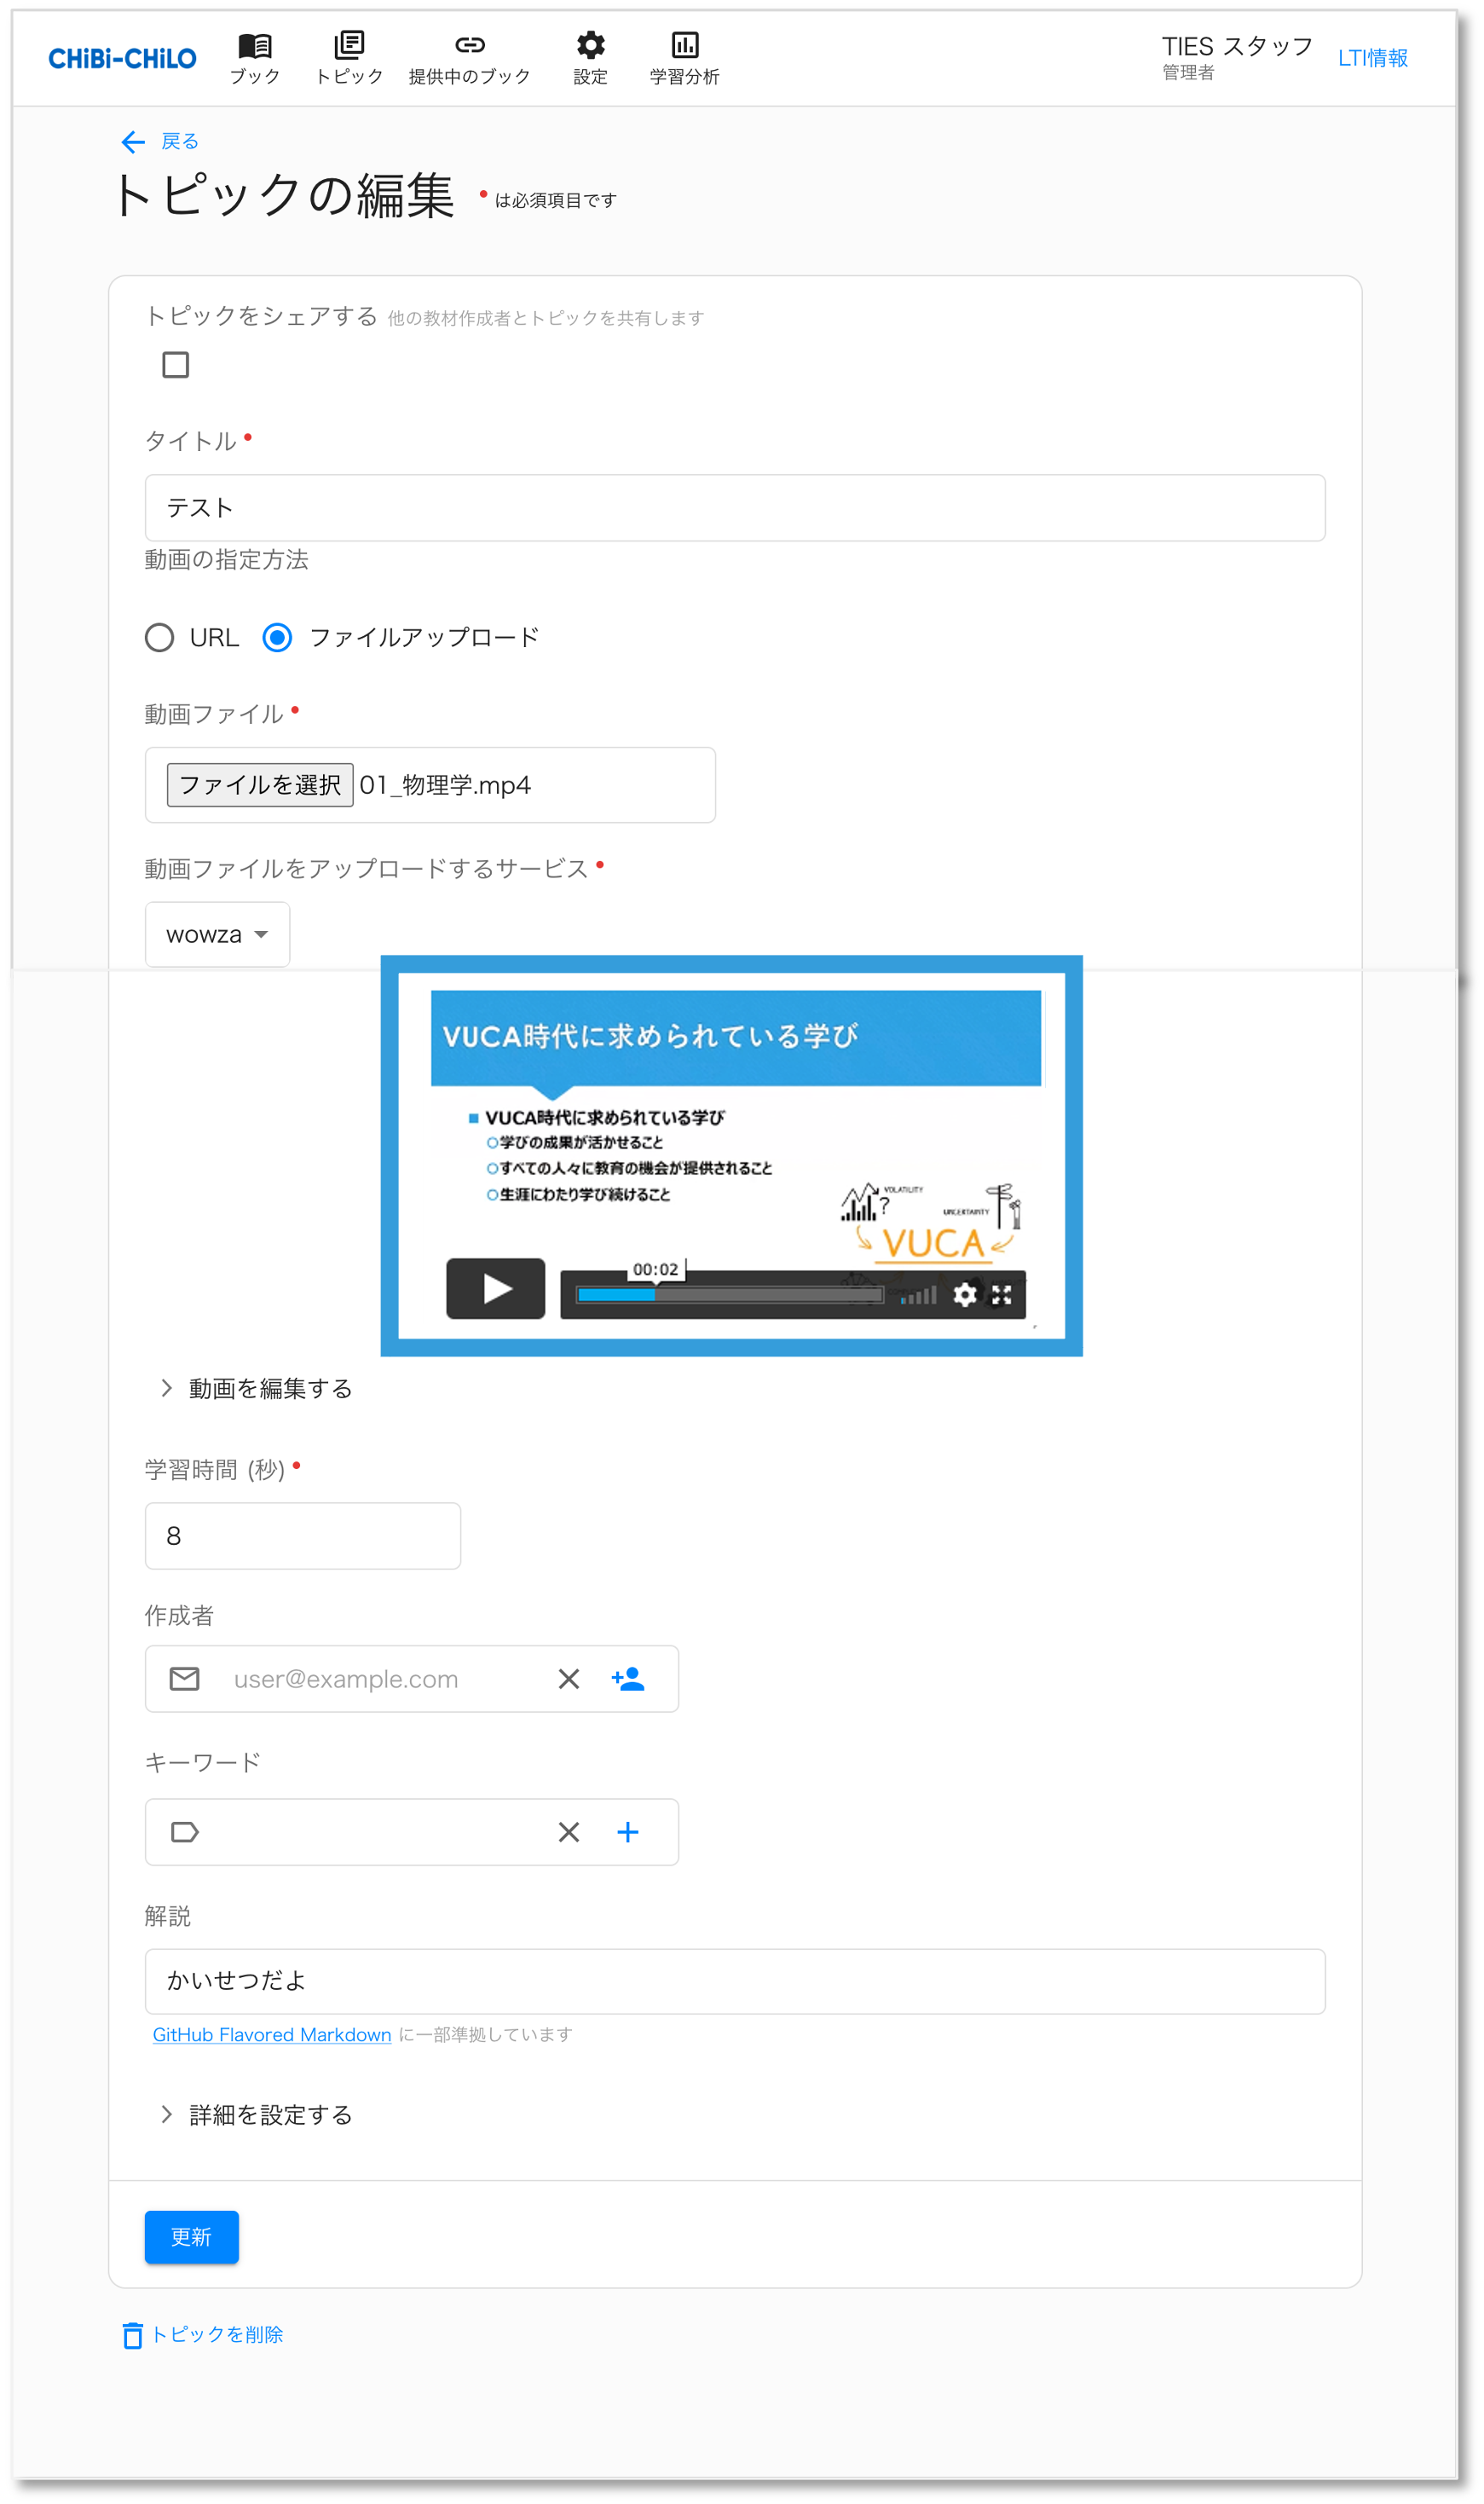 CHiBi-CHiLO
ブック
トピック
提供中のブック
設定
学習分析
TIES スタッフ
管理者
LTI情報
戻る
トピックの編集 • は必須項目です
トピックをシェアする 他の教材作成者とトピックを共有します
タイトル •
テスト
動画の指定方法
URL ファイルアップロード
動画ファイル •
ファイルを選択 01_物理学.mp4
動画ファイルをアップロードするサービス •
wowza
VUCA時代に求められている学び
■ VUCA時代に求められている学び
○学びの成果が活かせること
○すべての人々に教育の機会が提供されること
○生涯にわたり学び続けること
VOLATILITY
?
UNCERTAINTY
VUCA
00:02
動画を編集する
学習時間 (秒) •
8
作成者
user@example.com
キーワード
解説
かいせつだよ
GitHub Flavored Markdown に一部準拠しています
詳細を設定する
更新
トピックを削除